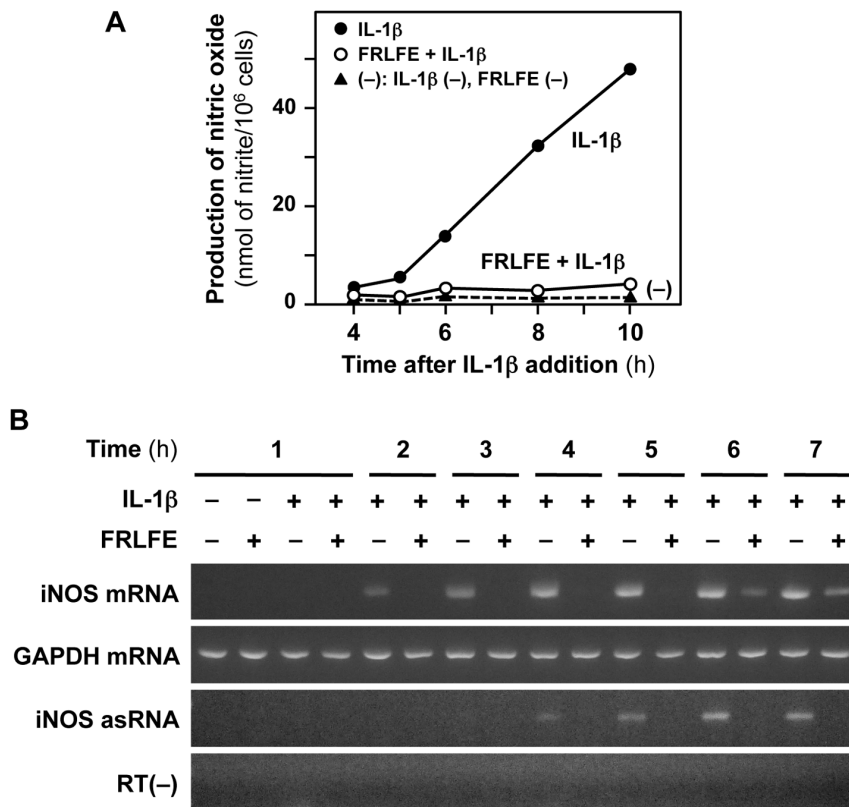 A
IL-1β
FRLFE + IL-1β
(–): IL-1β (–), FRLFE (–)
Production of nitric oxide
(nmol of nitrite/10⁶ cells)
40
20
0
IL-1β
FRLFE + IL-1β
(–)
4 6 8 10
Time after IL-1β addition (h)
B
Time (h) 1 2 3 4 5 6 7
IL-1β – – + + + + + + + + + + + + + +
FRLFE – + – + – + – + – + – + – + – +
iNOS mRNA
GAPDH mRNA
iNOS asRNA
RT(–)